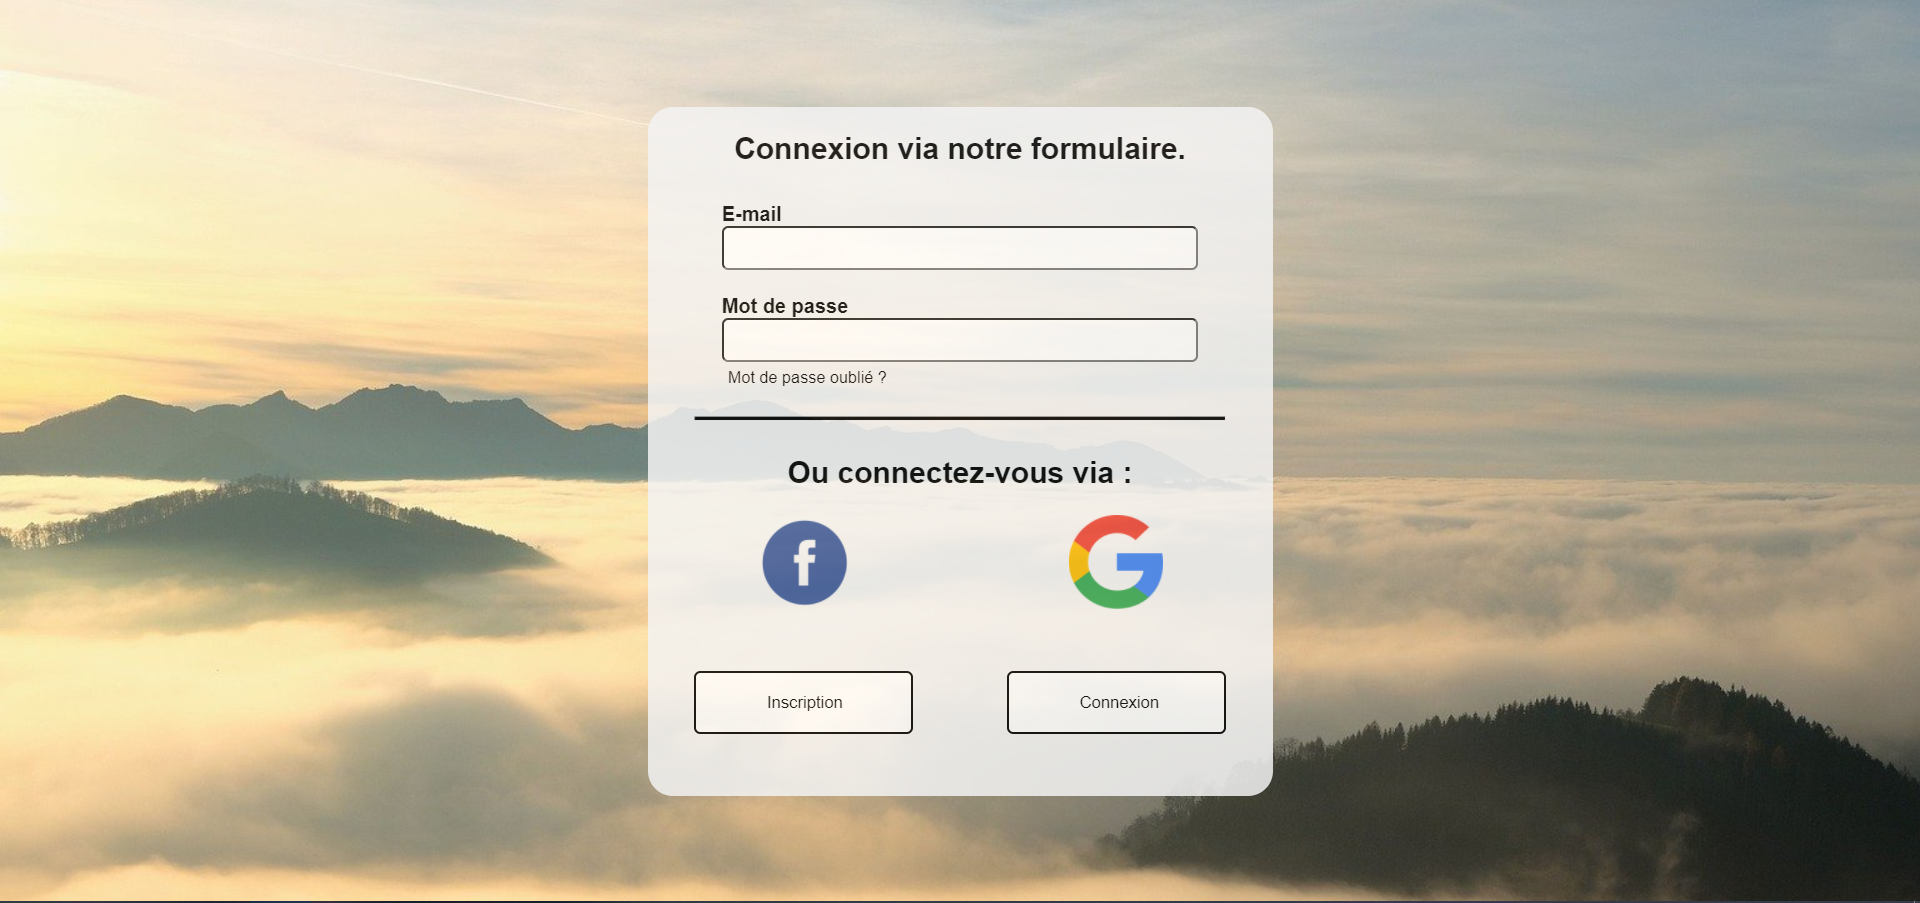 Connexion via notre formulaire.
E-mail
Mot de passe
Mot de passe oublié ?
Ou connectez-vous via :
f G
Inscription Connexion